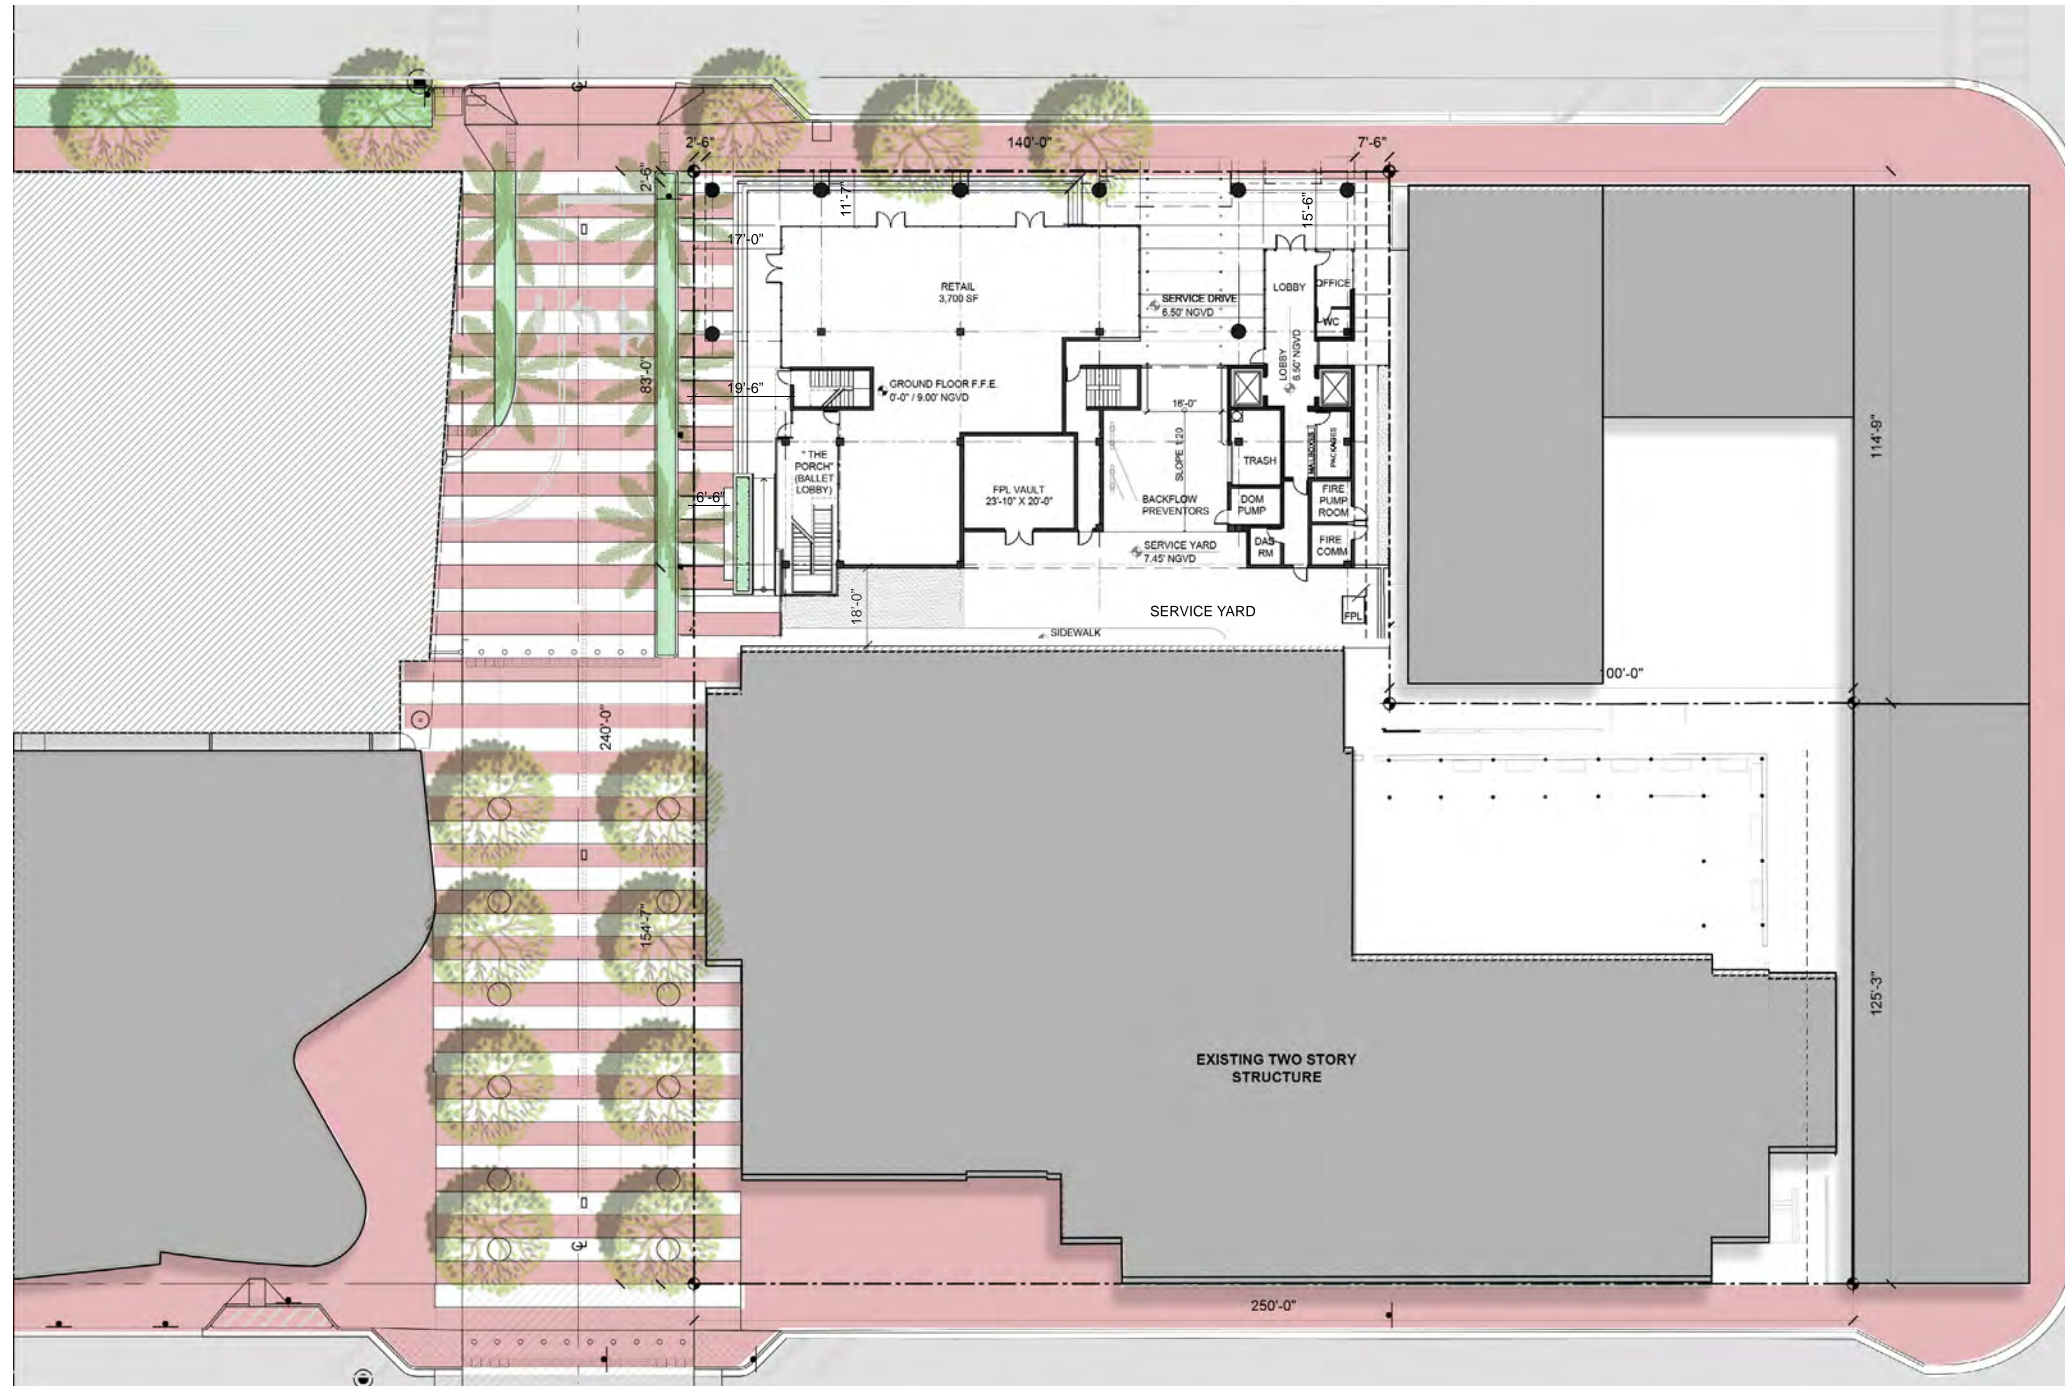 2'-6"
140'-0"
7'-6"
2'-6"
11'-7"
15'-6"
17'-0"
RETAIL
3,700 SF
SERVICE DRIVE
6.50' NGVD
LOBBY
OFFICE
WC
LOBBY
6.50' NGVD
83'-0"
19'-6"
GROUND FLOOR F.F.E.
0'-0" / 9.00' NGVD
16'-0"
SLOPE 1:20
114'-9"
" THE
PORCH"
(BALLET
LOBBY)
TRASH
MAILBOXES
PACKAGES
6'-6"
FPL VAULT
23'-10" X 20'-0"
BACKFLOW
PREVENTORS
DOM
PUMP
FIRE
PUMP
ROOM
SERVICE YARD
7.45' NGVD
DAS
RM
FIRE
COMM
18'-0"
SERVICE YARD
FPL
SIDEWALK
00'-0"
240'-0"
154'-7"
125'-3"
EXISTING TWO STORY
STRUCTURE
250'-0"